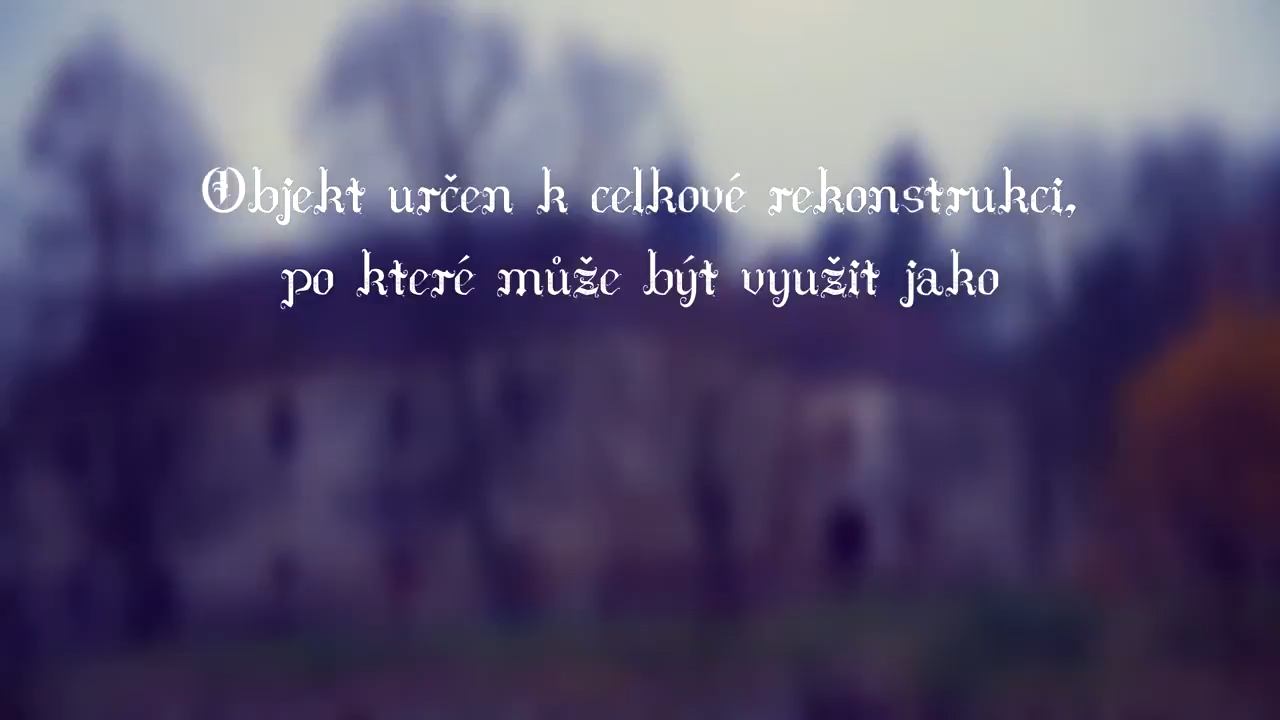 Objekt určen k celkové rekonstrukci,
po které může být využit jako